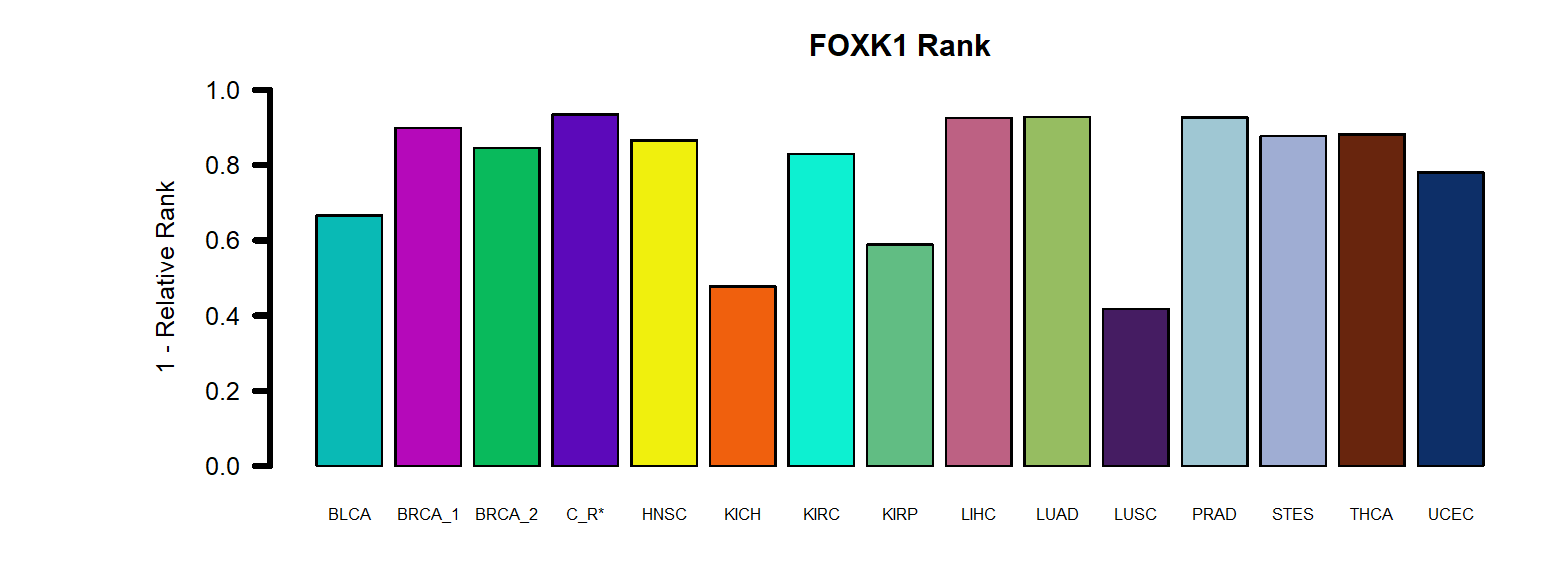 FOXK1 Rank
1.0
0.8
0.6
0.4
0.2
0.0
1 - Relative Rank
BLCA BRCA_1 BRCA_2 C_R* HNSC KICH KIRC KIRP LIHC LUAD LUSC PRAD STES THCA UCEC